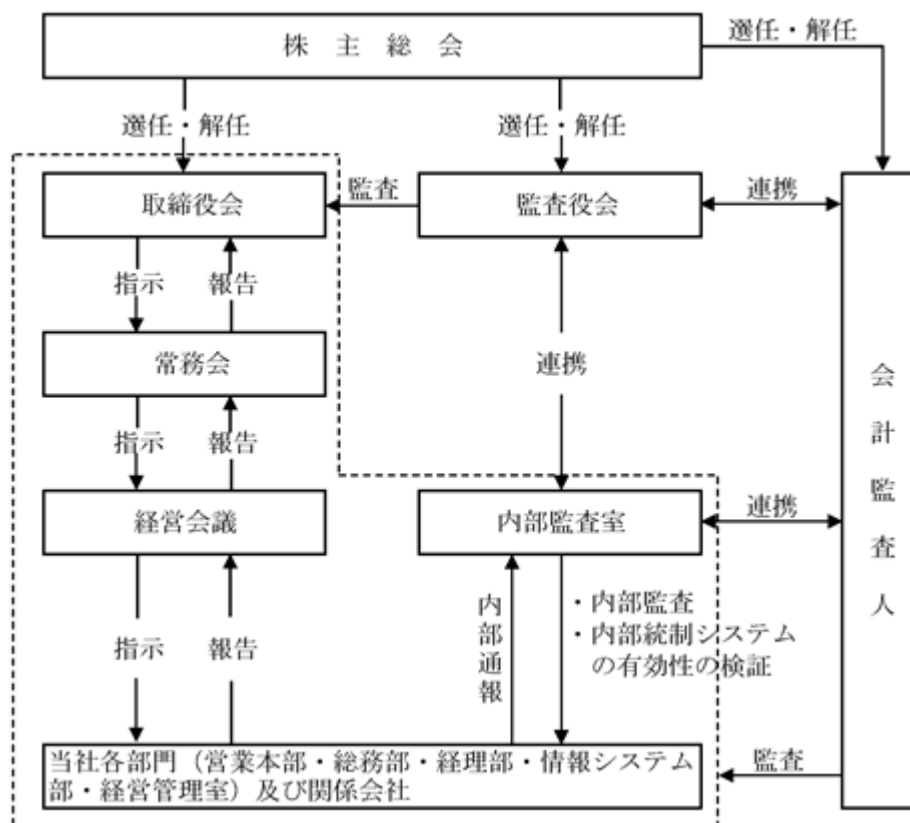 株主総会
選任・解任
選任・解任
選任・解任
取締役会
監査
監査役会
連携
指示
報告
常務会
連携
会計監査人
指示
報告
経営会議
内部監査室
連携
指示
報告
内部通報
・内部監査
・内部統制システム
の有効性の検証
当社各部門（営業本部・総務部・経理部・情報システム
部・経営管理室）及び関係会社
監査